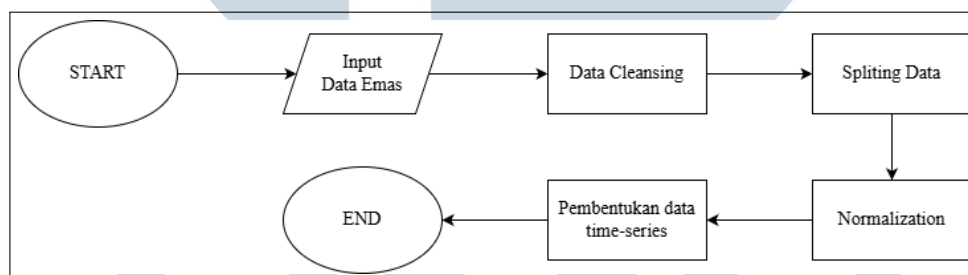 START
Input
Data Emas
Data Cleansing
Spliting Data
Normalization
Pembentukan data
time-series
END